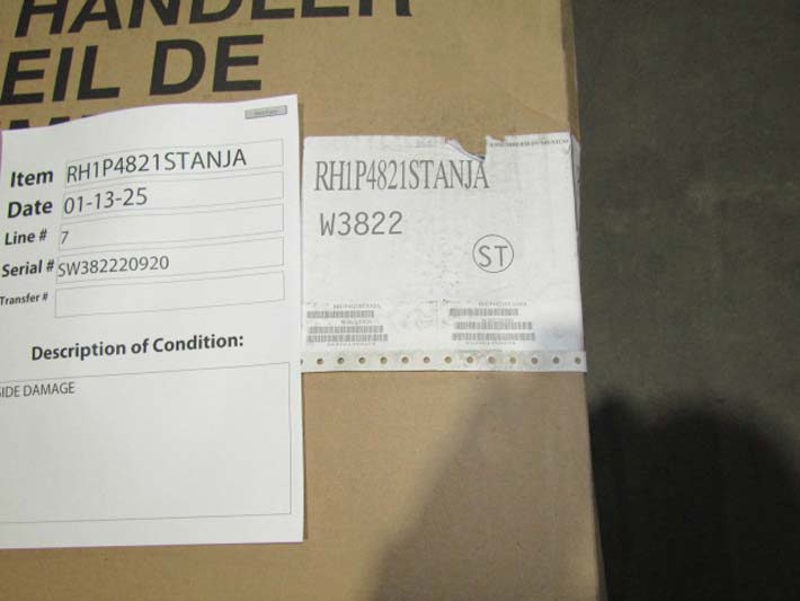 HANDLER
EIL DE
Item RH1P4821STANJA
Date 01-13-25
Line # 7
Serial # SW382220920
Transfer #
Description of Condition:
SIDE DAMAGE
RH1P4821STANJA
W3822
ST